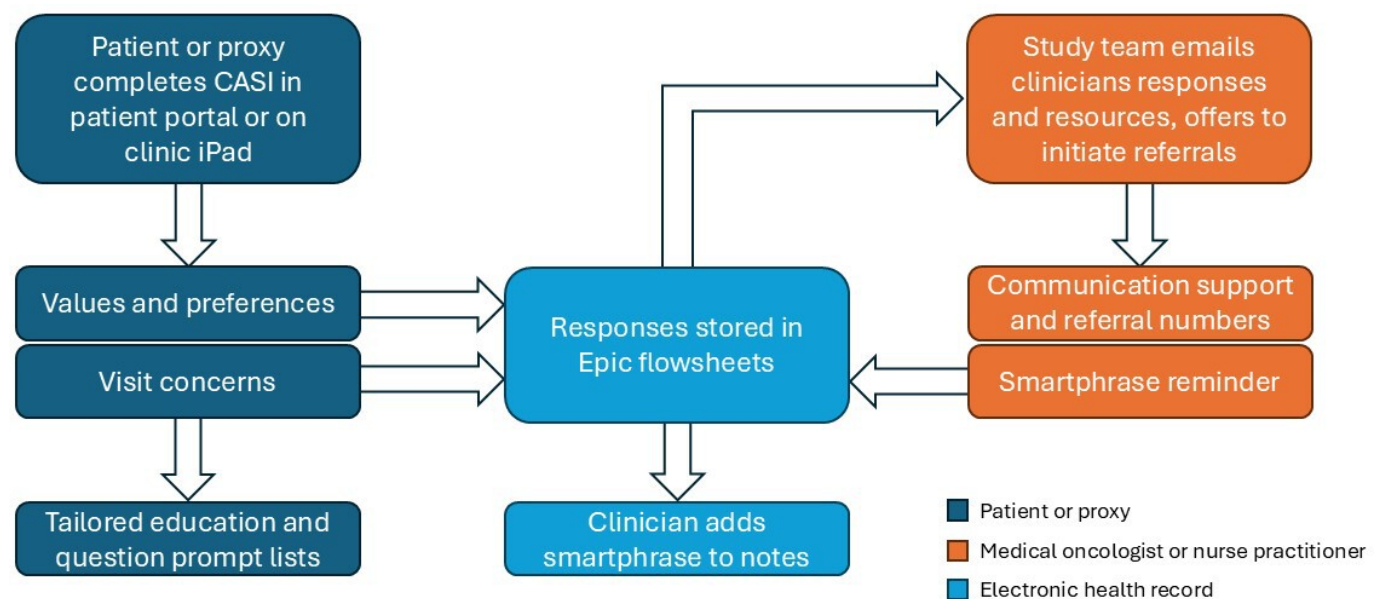 Patient or proxy
completes CASI in
patient portal or on
clinic iPad
Study team emails
clinicians responses
and resources, offers to
initiate referrals
Values and preferences
Visit concerns
Responses stored in
Epic flowsheets
Communication support
and referral numbers
Smartphrase reminder
Tailored education and
question prompt lists
Clinician adds
smartphrase to notes
Patient or proxy
Medical oncologist or nurse practitioner
Electronic health record